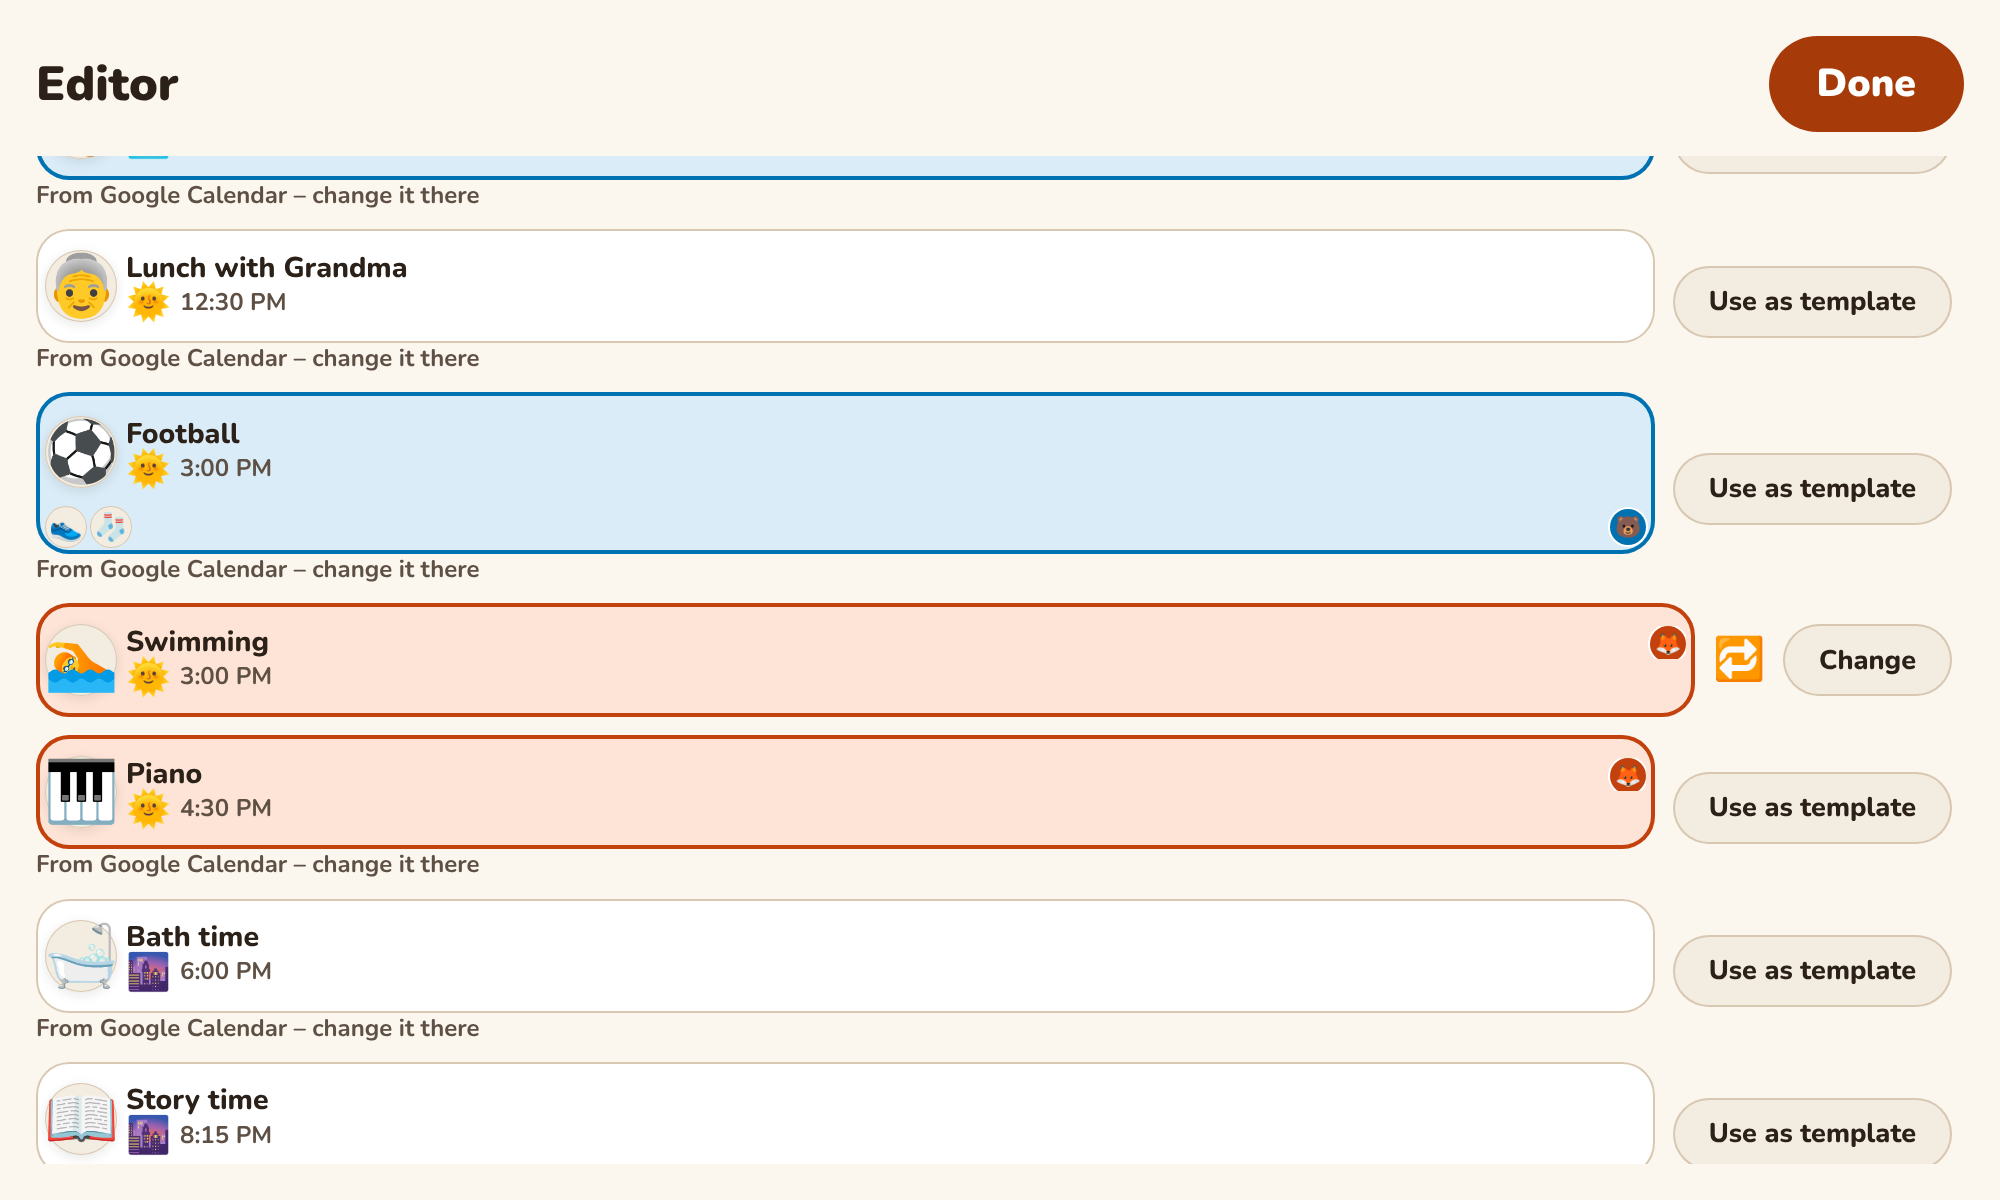 Editor
Done
From Google Calendar – change it there
Lunch with Grandma
12:30 PM
Use as template
From Google Calendar – change it there
Football
3:00 PM
Use as template
From Google Calendar – change it there
Swimming
3:00 PM
Change
Piano
4:30 PM
Use as template
From Google Calendar – change it there
Bath time
6:00 PM
Use as template
From Google Calendar – change it there
Story time
8:15 PM
Use as template